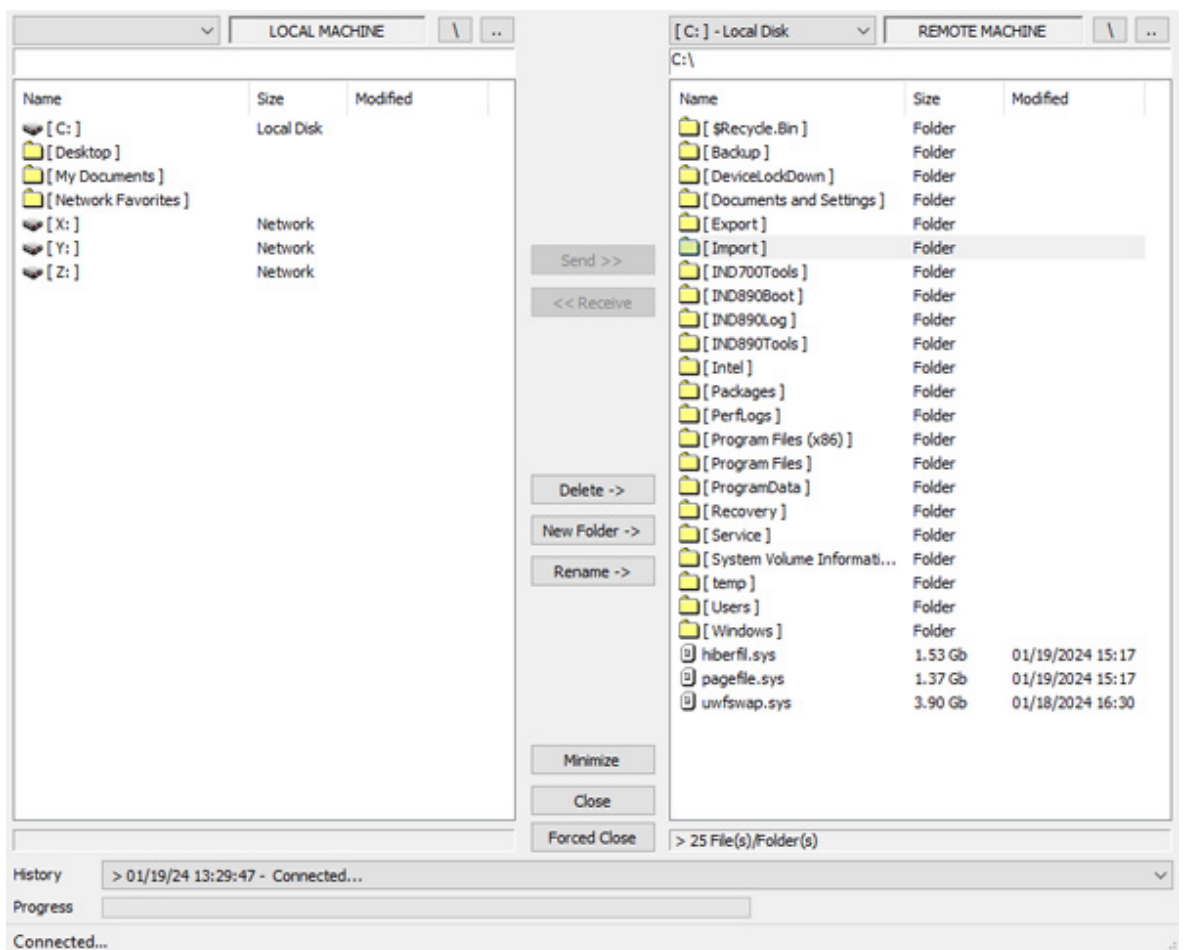 LOCAL MACHINE \ ..
Name Size Modified
[ C: ] Local Disk
[ Desktop ]
[ My Documents ]
[ Network Favorites ]
[ X: ] Network
[ Y: ] Network
[ Z: ] Network
Send >>
<< Receive
Delete ->
New Folder ->
Rename ->
Minimize
Close
Forced Close
[ C: ] - Local Disk REMOTE MACHINE \ ..
C:\
Name Size Modified
[ $Recycle.Bin ] Folder
[ Backup ] Folder
[ DeviceLockDown ] Folder
[ Documents and Settings ] Folder
[ Export ] Folder
[ Import ] Folder
[ IND700Tools ] Folder
[ IND890Boot ] Folder
[ IND890Log ] Folder
[ IND890Tools ] Folder
[ Intel ] Folder
[ Packages ] Folder
[ PerfLogs ] Folder
[ Program Files (x86) ] Folder
[ Program Files ] Folder
[ ProgramData ] Folder
[ Recovery ] Folder
[ Service ] Folder
[ System Volume Informati... Folder
[ temp ] Folder
[ Users ] Folder
[ Windows ] Folder
hiberfil.sys 1.53 Gb 01/19/2024 15:17
pagefile.sys 1.37 Gb 01/19/2024 15:17
uwfswap.sys 3.90 Gb 01/18/2024 16:30
> 25 File(s)/Folder(s)
History > 01/19/24 13:29:47 - Connected...
Progress
Connected...